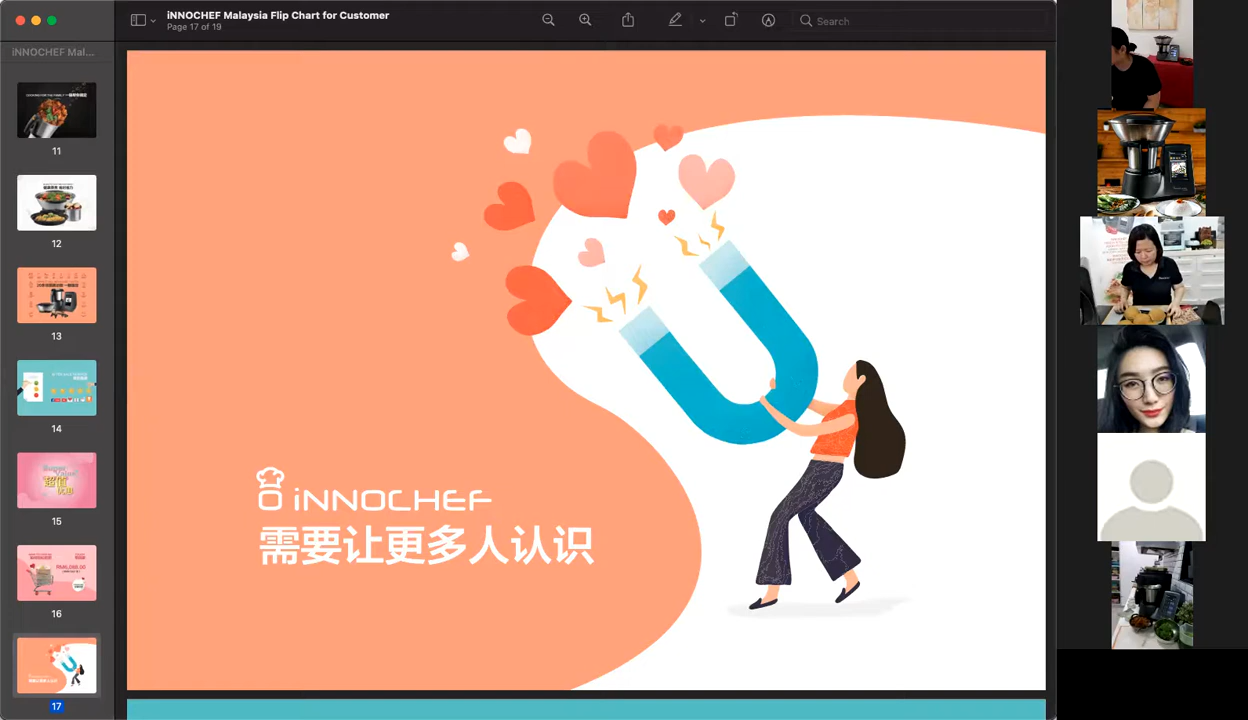 iNNOCHEF Malaysia Flip Chart for Customer
Page 17 of 19
Search
iNNOCHEF Mal...
11
12
13
14
15
16
17
iNNOCHEF
需要让更多人认识